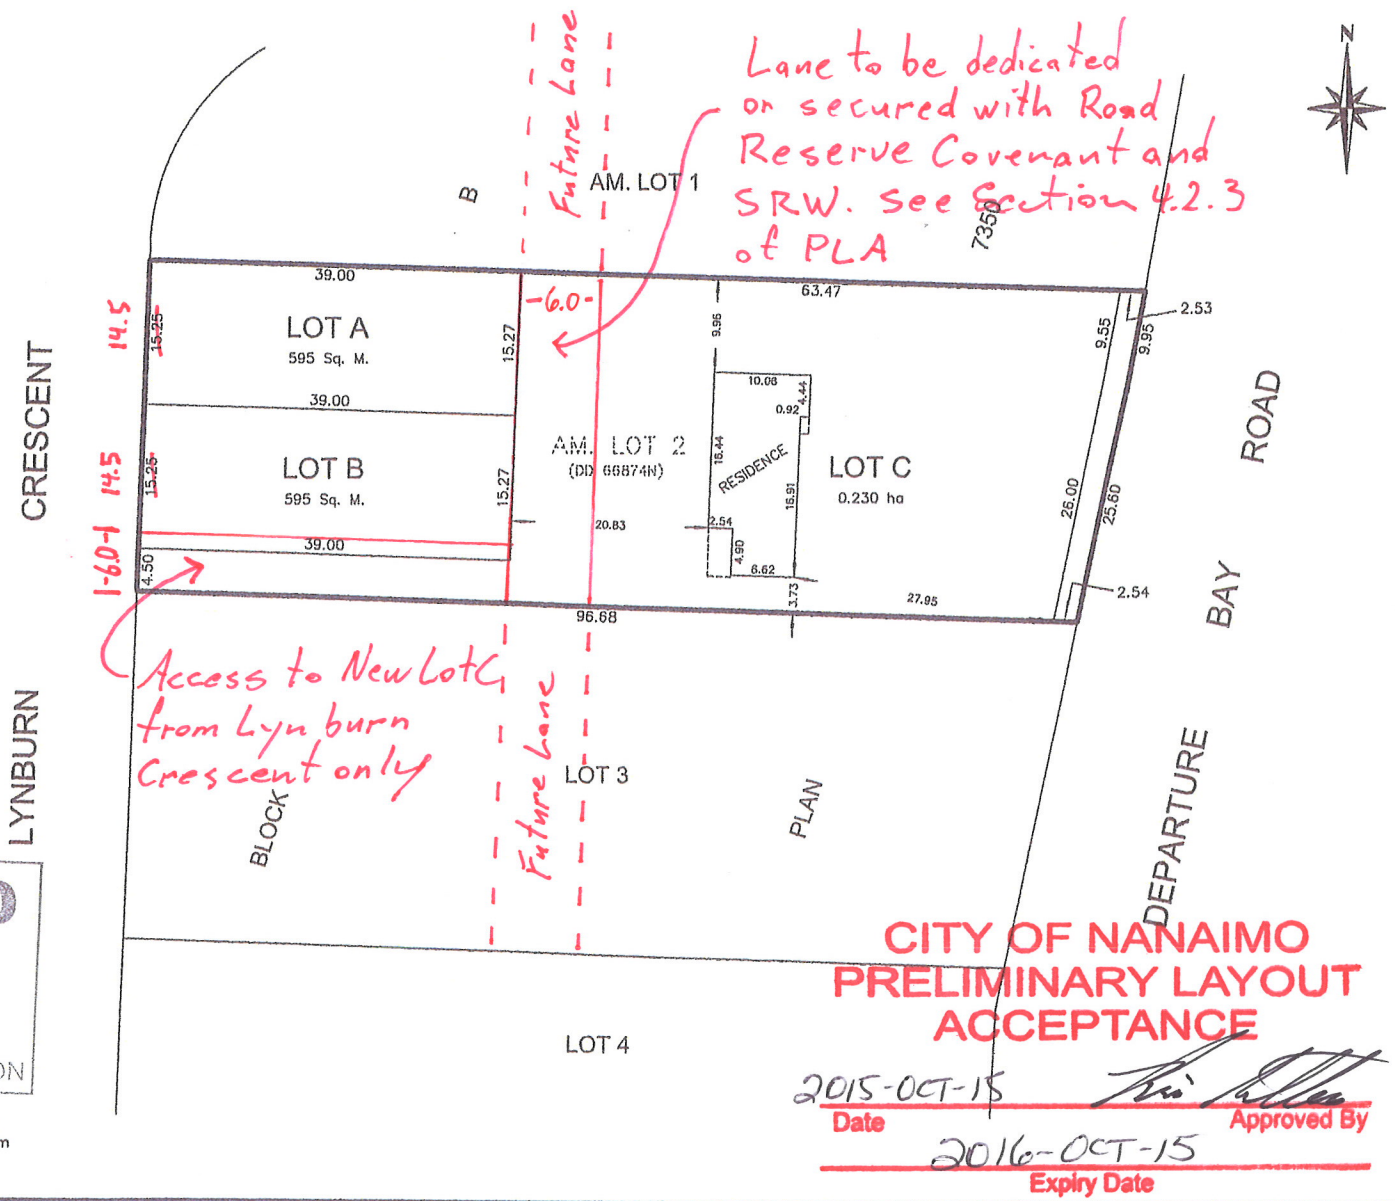 Future Lane
Lane to be dedicated
or secured with Road
Reserve Covenant and
SRW. See Section 4.2.3
of PLA
N
B
AM. LOT 1
7350
39.00
63.47
-6.0-
2.53
14.5
15.25
LOT A
595 Sq. M.
15.27
9.96
9.55
9.95
39.00
10.06
4.44
0.92
CRESCENT
ROAD
14.5
15.25
LOT B
595 Sq. M.
15.27
AM. LOT 2
(DD 66874N)
16.44
RESIDENCE
16.91
LOT C
0.230 ha
26.00
25.60
20.83
2.54
39.00
4.90
6.62
1-6.0-1
4.50
3.73
27.95
2.54
BAY
96.68
Access to New Lot C
from Lynburn
Crescent only
LYNBURN
Future Lane
LOT 3
BLOCK
PLAN
DEPARTURE
CITY OF NANAIMO
PRELIMINARY LAYOUT
ACCEPTANCE
LOT 4
ON
2015-OCT-15
Date
Approved By
m
2016-OCT-15
Expiry Date